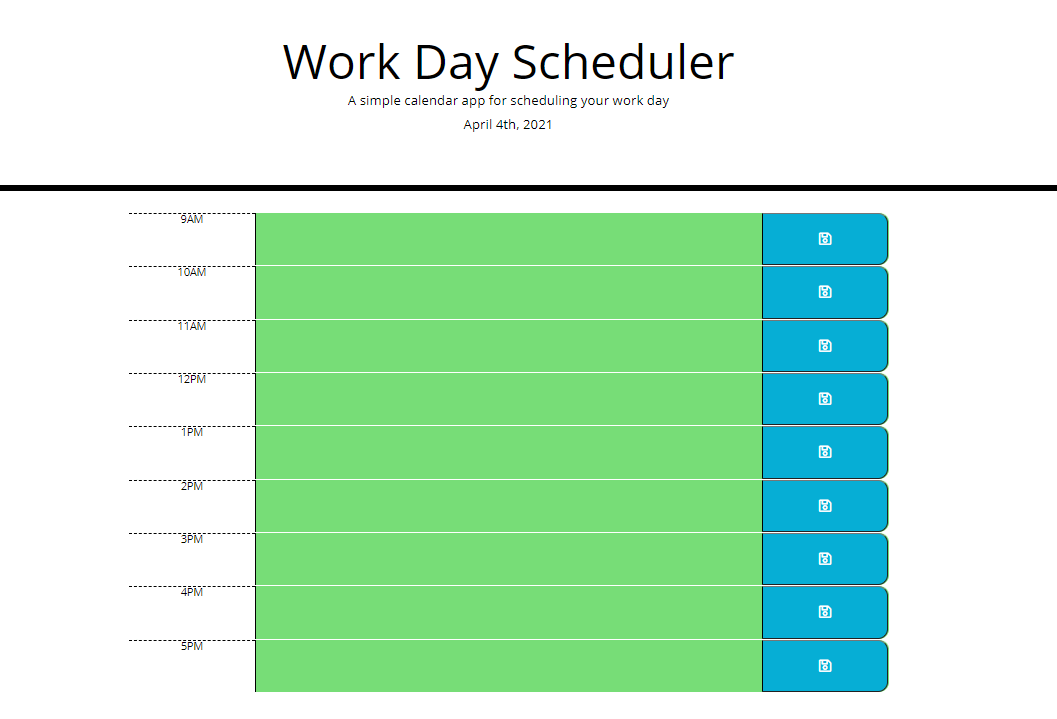 Work Day Scheduler
A simple calendar app for scheduling your work day
April 4th, 2021
9AM
10AM
11AM
12PM
1PM
2PM
3PM
4PM
5PM